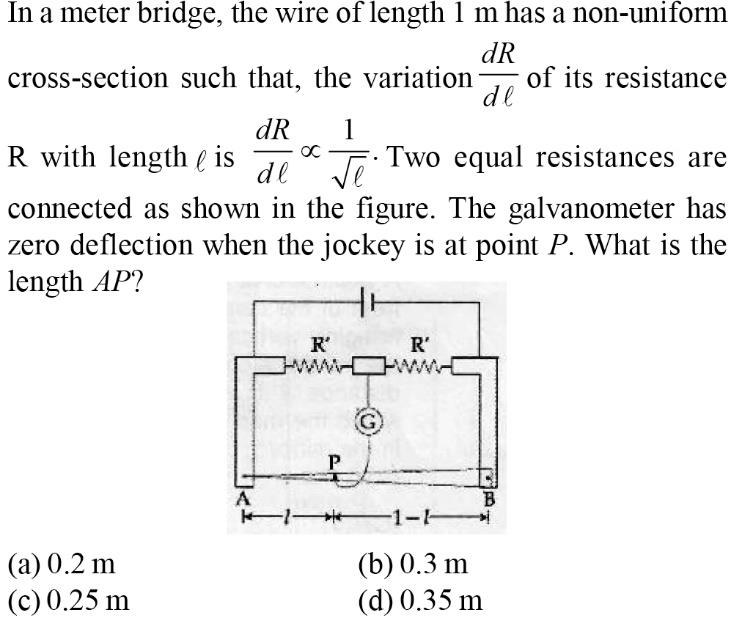 In a meter bridge, the wire of length 1 m has a non-uniform
cross-section such that, the variation dR/dℓ of its resistance
R with length ℓ is dR/dℓ ∝ 1/√ℓ. Two equal resistances are
connected as shown in the figure. The galvanometer has
zero deflection when the jockey is at point P. What is the
length AP?
R' R'
G
P
A B
l 1–l
(a) 0.2 m (b) 0.3 m
(c) 0.25 m (d) 0.35 m